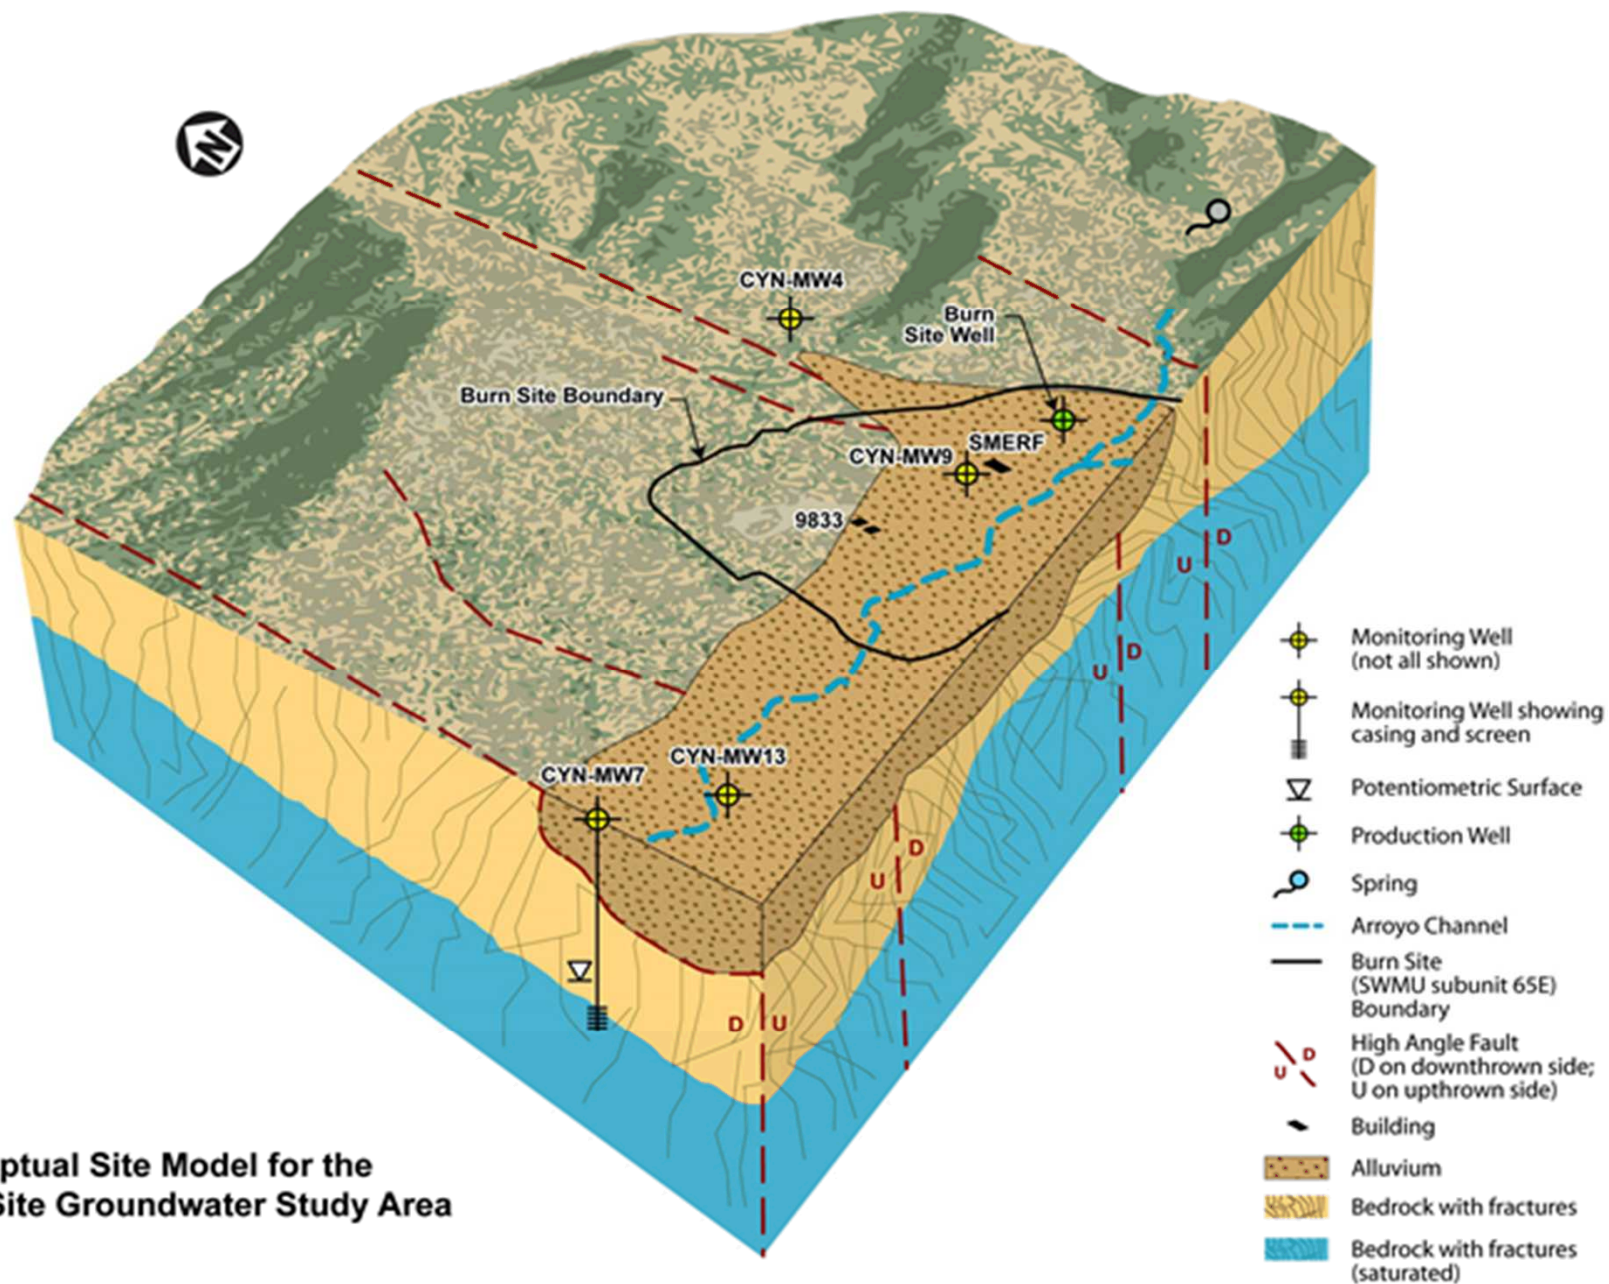 N
CYN-MW4
Burn
Site Well
Burn Site Boundary
SMERF
CYN-MW9
9833
D
U
D
U
CYN-MW13
CYN-MW7
D
U
D
U
ptual Site Model for the
Site Groundwater Study Area
Monitoring Well
(not all shown)
Monitoring Well showing
casing and screen
Potentiometric Surface
Production Well
Spring
Arroyo Channel
Burn Site
(SWMU subunit 65E)
Boundary
High Angle Fault
D
(D on downthrown side;
U
U on upthrown side)
Building
Alluvium
Bedrock with fractures
Bedrock with fractures
(saturated)